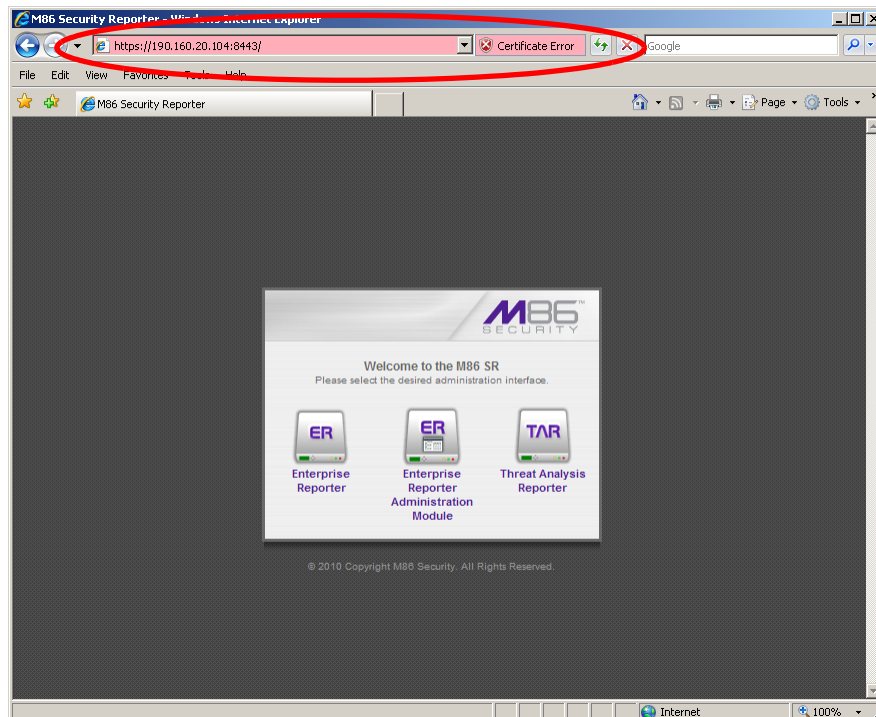 M86 Security Reporter - Windows Internet Explorer
https://190.160.20.104:8443/
Certificate Error
Google
File Edit View Favorites Tools Help
M86 Security Reporter
Page
Tools
M86™
SECURITY
Welcome to the M86 SR
Please select the desired administration interface.
ER
ER
TAR
Enterprise
Reporter
Enterprise
Reporter
Administration
Module
Threat Analysis
Reporter
© 2010 Copyright M86 Security. All Rights Reserved.
Internet
100%